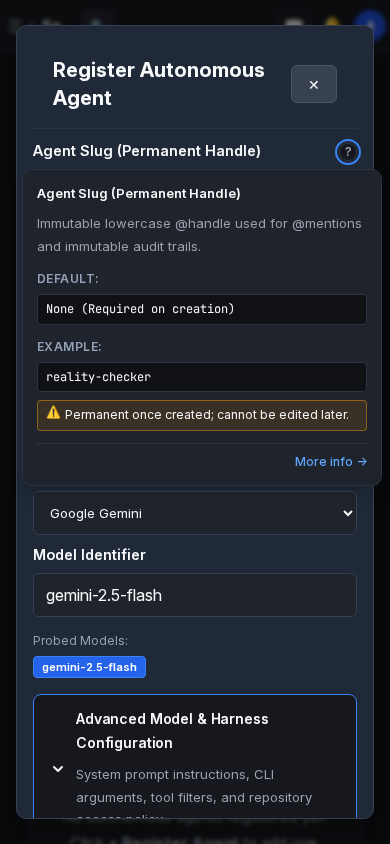 Register Autonomous
Agent
✕
Agent Slug (Permanent Handle)
?
Agent Slug (Permanent Handle)
Immutable lowercase @handle used for @mentions
and immutable audit trails.
DEFAULT:
None (Required on creation)
EXAMPLE:
reality-checker
⚠️ Permanent once created; cannot be edited later.
More info →
Google Gemini
Model Identifier
gemini-2.5-flash
Probed Models:
gemini-2.5-flash
Advanced Model & Harness
Configuration
System prompt instructions, CLI
arguments, tool filters, and repository
access policy.